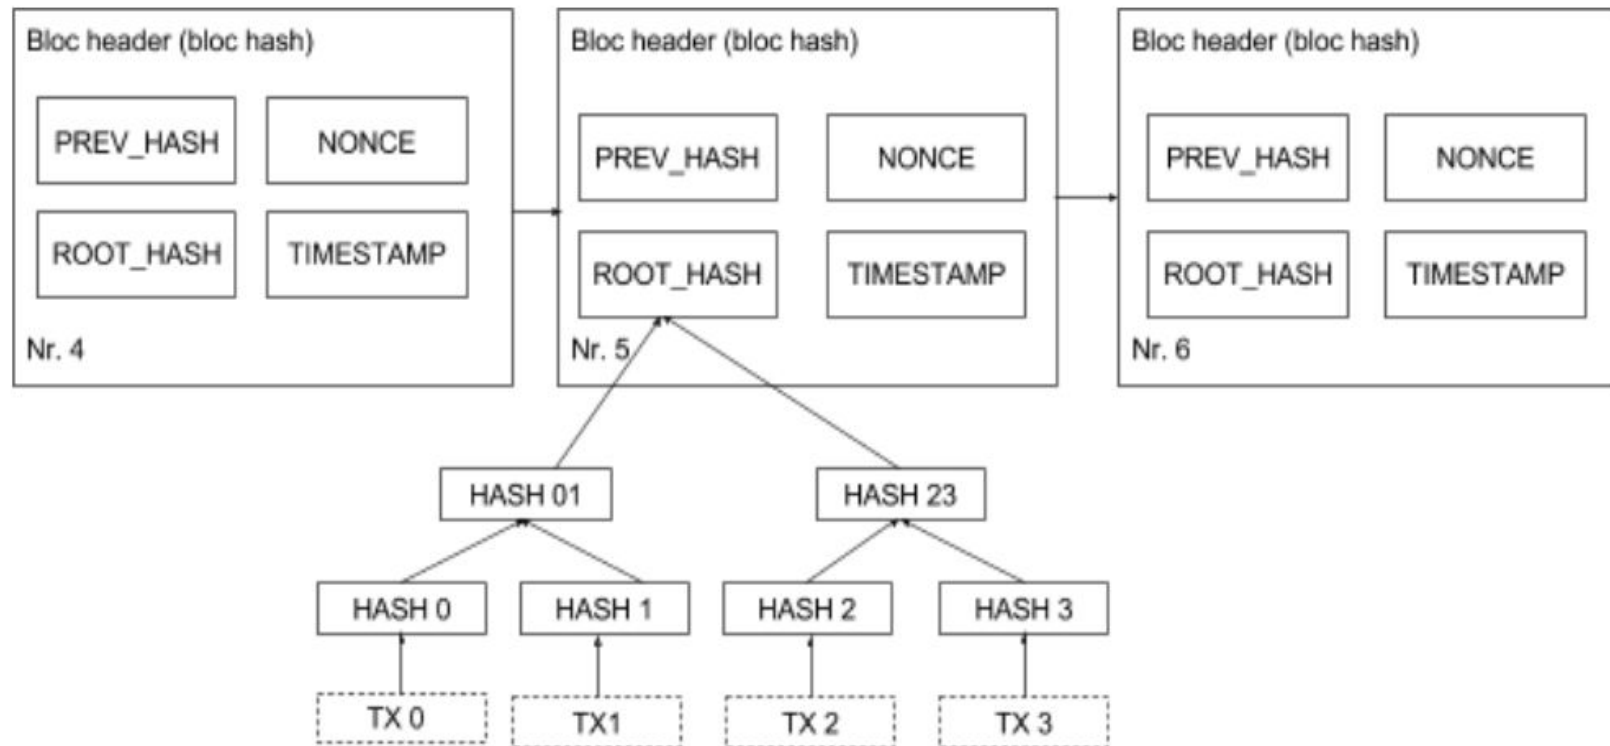 Bloc header (bloc hash)
PREV_HASH NONCE
ROOT_HASH TIMESTAMP
Nr. 4
Bloc header (bloc hash)
PREV_HASH NONCE
ROOT_HASH TIMESTAMP
Nr. 5
Bloc header (bloc hash)
PREV_HASH NONCE
ROOT_HASH TIMESTAMP
Nr. 6
HASH 01 HASH 23
HASH 0 HASH 1 HASH 2 HASH 3
TX 0 TX1 TX 2 TX 3